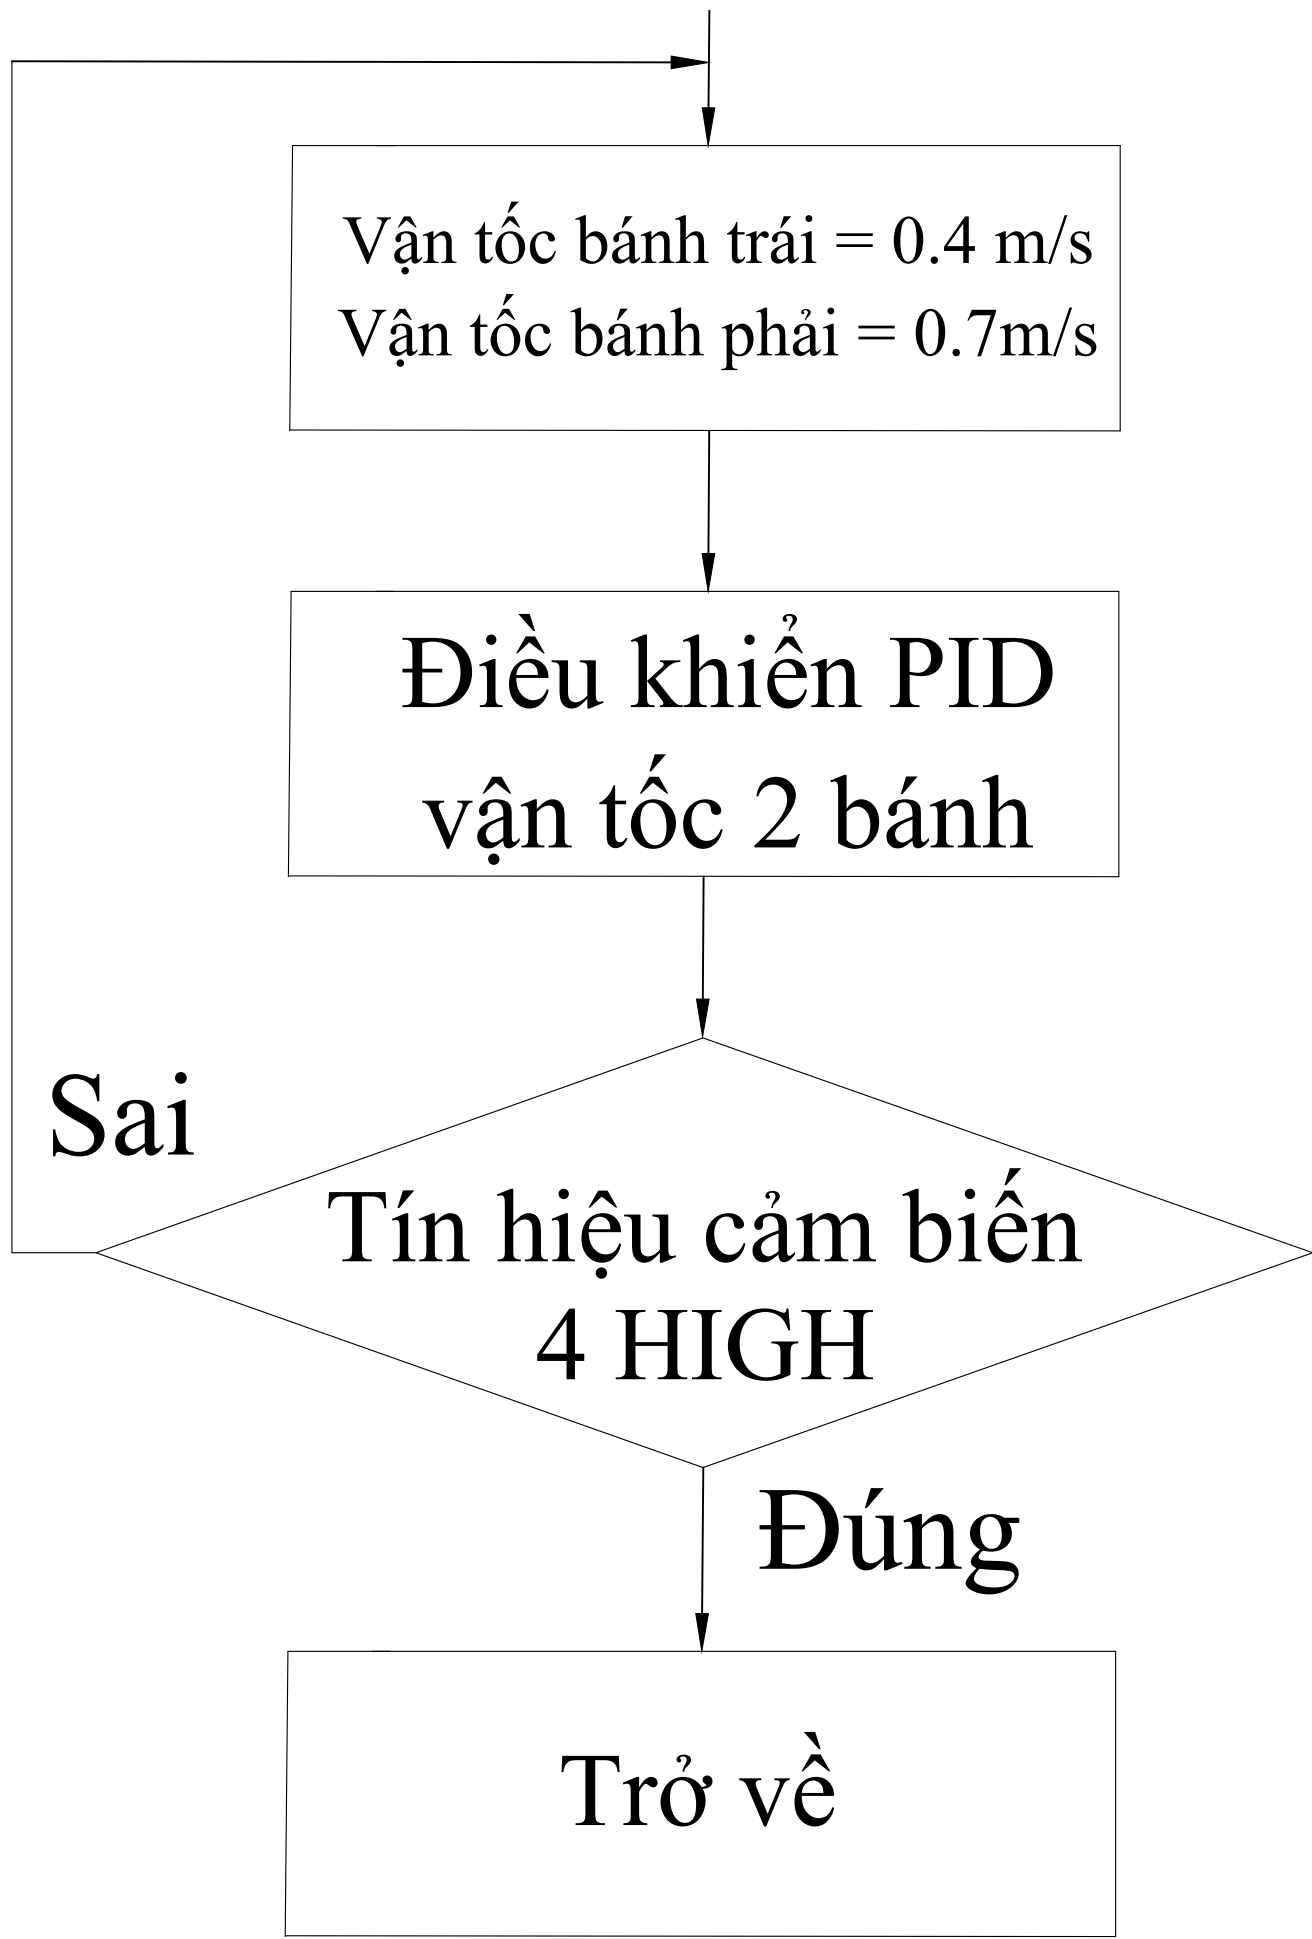 Vận tốc bánh trái = 0.4 m/s
Vận tốc bánh phải = 0.7m/s
Điều khiển PID
vận tốc 2 bánh
Sai
Tín hiệu cảm biến
4 HIGH
Đúng
Trở về